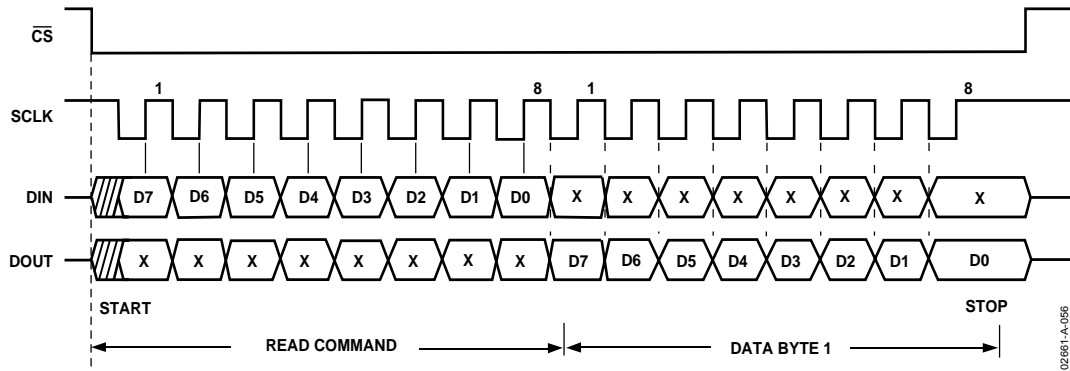 CS
1 8 1 8
SCLK
DIN D7 D6 D5 D4 D3 D2 D1 D0 X X X X X X X X
DOUT X X X X X X X X D7 D6 D5 D4 D3 D2 D1 D0
START STOP
READ COMMAND DATA BYTE 1
02661-A-056